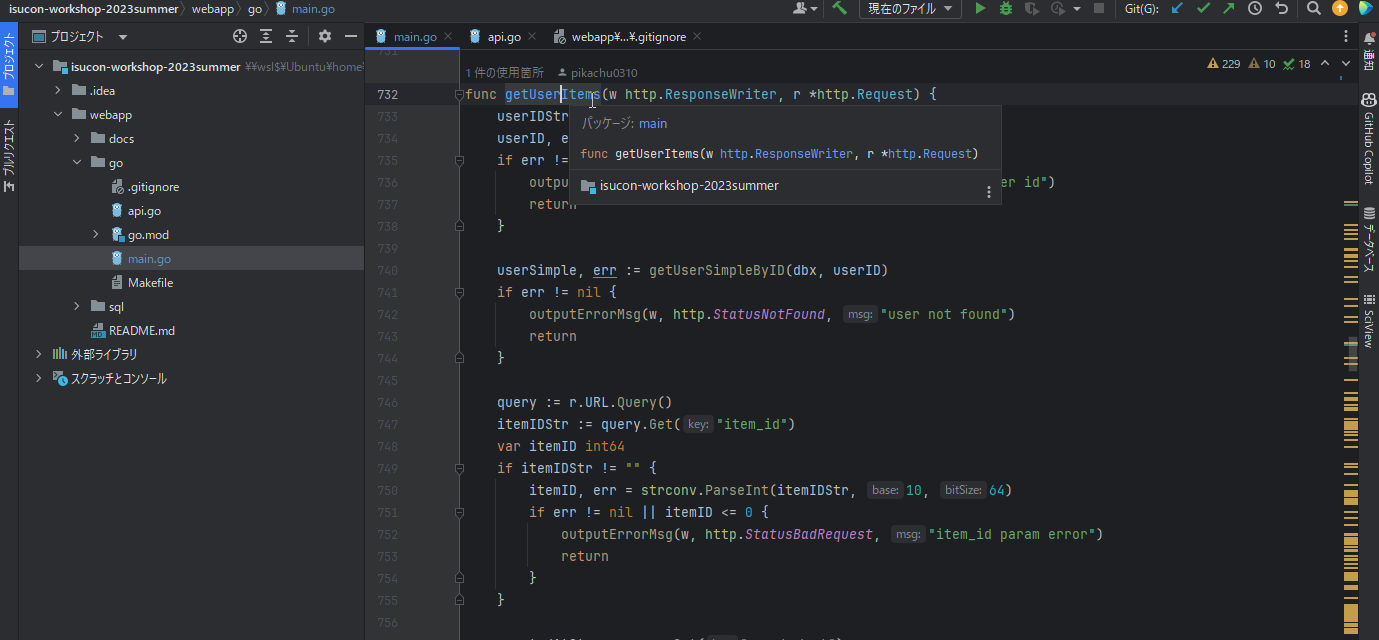 isucon-workshop-2023summer 〉 webapp 〉 go 〉 main.go
現在のファイル
Git(G):
プロジェクト
main.go
api.go
webapp¥...¥.gitignore
プロジェクト
プルリクエスト
通知
GitHub Copilot
データベース
SciView
isucon-workshop-2023summer ¥¥wsl$¥Ubuntu¥home¥
.idea
webapp
docs
go
.gitignore
api.go
go.mod
main.go
Makefile
sql
README.md
外部ライブラリ
スクラッチとコンソール
229 10 18
1 件の使用箇所 pikachu0310
732 func getUserItems(w http.ResponseWriter, r *http.Request) {
733 userIDStr
734 userID, e
735 if err !=
736 outpu er id")
737 return
738 }
739
740 userSimple, err := getUserSimpleByID(dbx, userID)
741 if err != nil {
742 outputErrorMsg(w, http.StatusNotFound, msg: "user not found")
743 return
744 }
745
746 query := r.URL.Query()
747 itemIDStr := query.Get( key: "item_id")
748 var itemID int64
749 if itemIDStr != "" {
750 itemID, err = strconv.ParseInt(itemIDStr, base: 10, bitSize: 64)
751 if err != nil || itemID <= 0 {
752 outputErrorMsg(w, http.StatusBadRequest, msg: "item_id param error")
753 return
754 }
755 }
756
パッケージ: main
func getUserItems(w http.ResponseWriter, r *http.Request)
isucon-workshop-2023summer